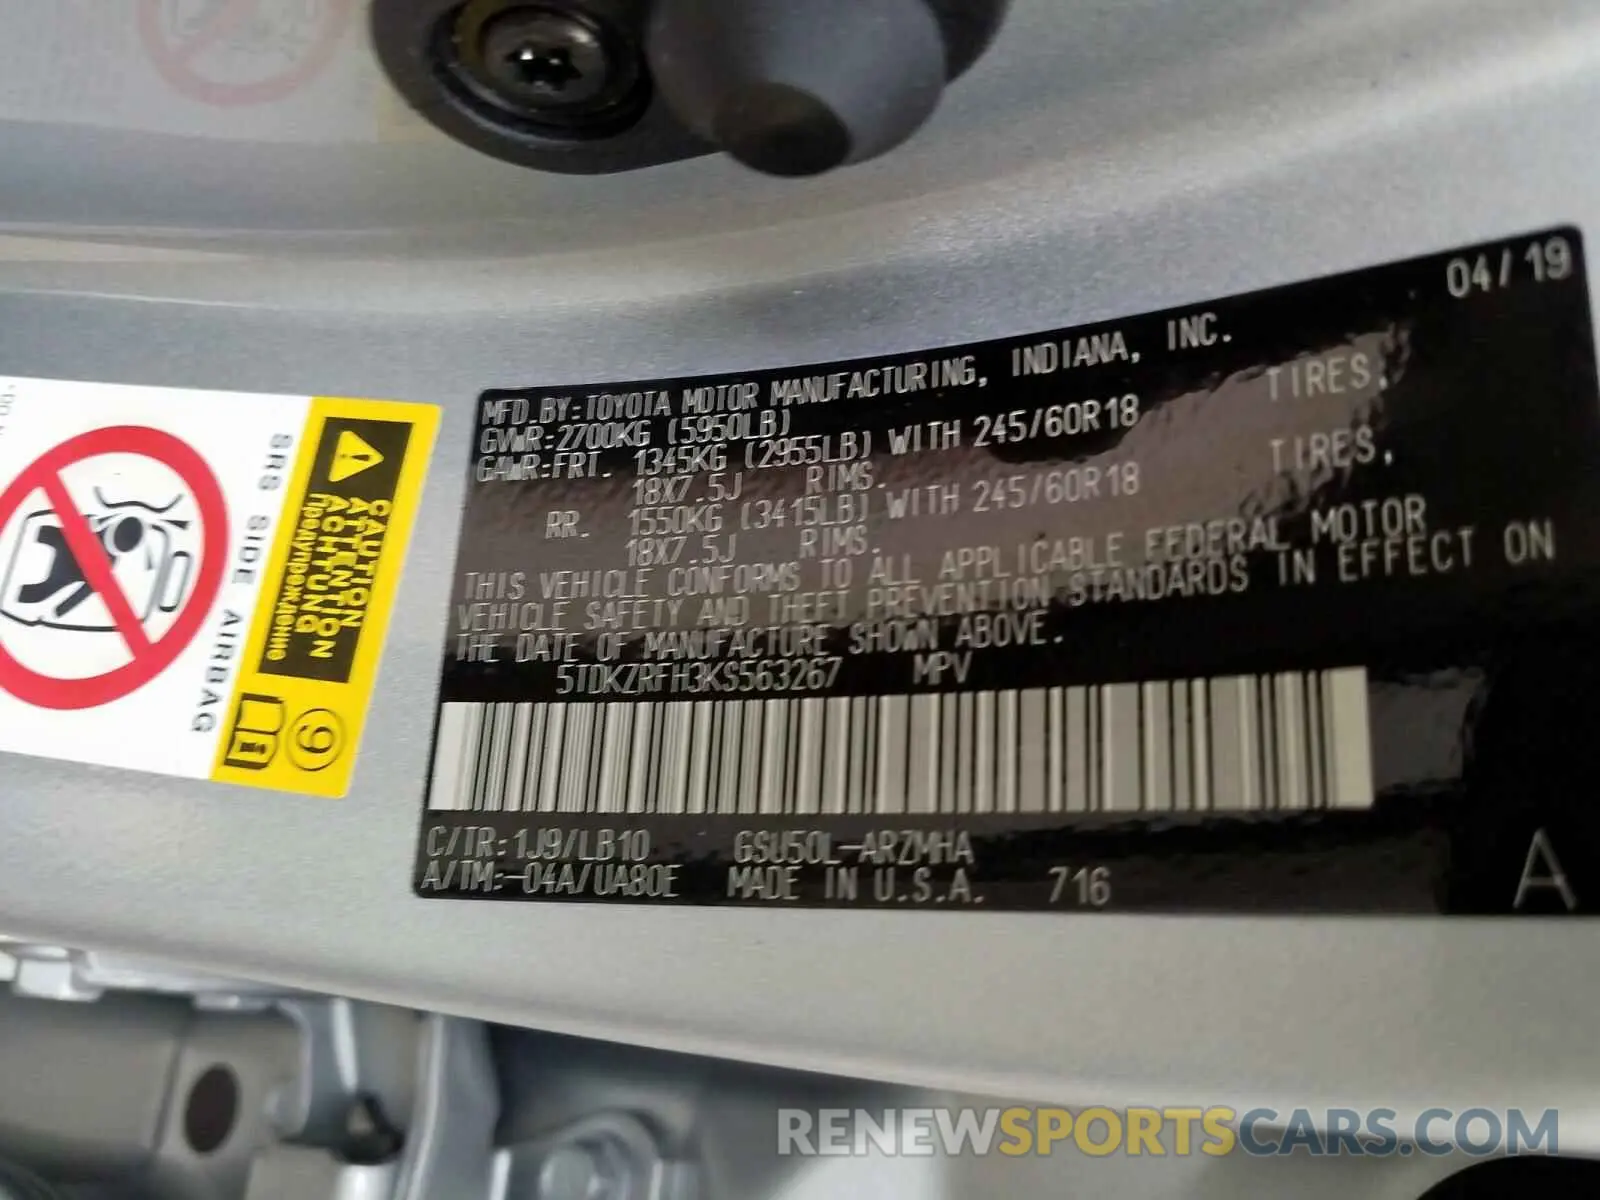 04/19
MFD.BY:TOYOTA MOTOR MANUFACTURING, INDIANA, INC.
GVWR:2700KG (5950LB)
GAWR:FRT. 1345KG (2955LB) WITH 245/60R18 TIRES,
18X7.5J RIMS.
RR. 1550KG (3415LB) WITH 245/60R18 TIRES,
18X7.5J RIMS.
THIS VEHICLE CONFORMS TO ALL APPLICABLE FEDERAL MOTOR
VEHICLE SAFETY AND THEFT PREVENTION STANDARDS IN EFFECT ON
THE DATE OF MANUFACTURE SHOWN ABOVE.
5TDKZRFH3KS563267 MPV
C/TR:1J9/LB10 GSU50L-ARZMHA
A/TM:-04A/UA80E MADE IN U.S.A. 716
A
CAUTION
ATTENTION
ACHTUNG
Предупреждение
SRS SIDE AIRBAG
9
RENEWSPORTSCARS.COM